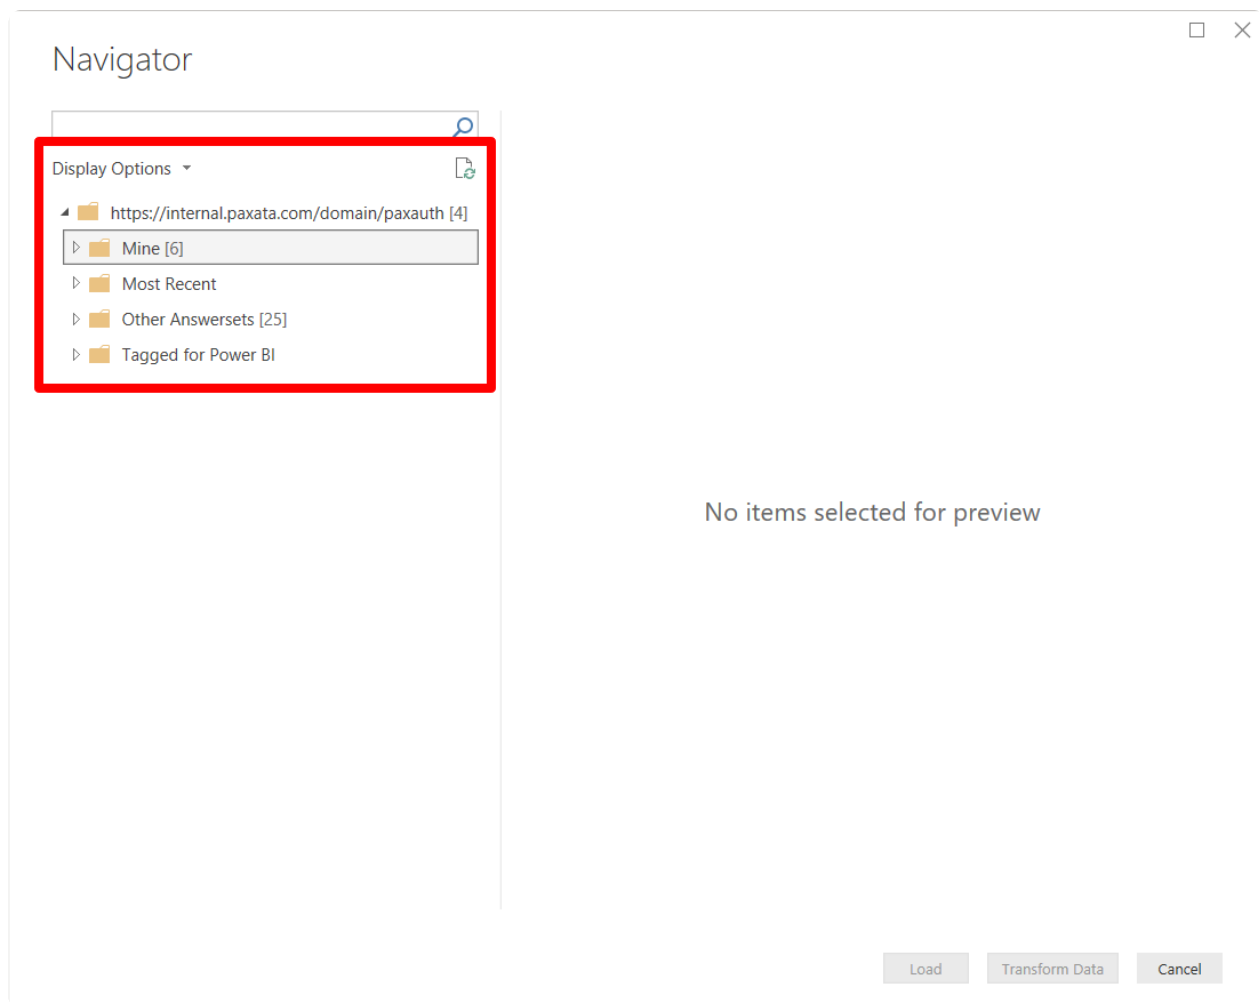 Navigator
Display Options
https://internal.paxata.com/domain/paxauth [4]
Mine [6]
Most Recent
Other Answersets [25]
Tagged for Power BI
No items selected for preview
Load Transform Data Cancel